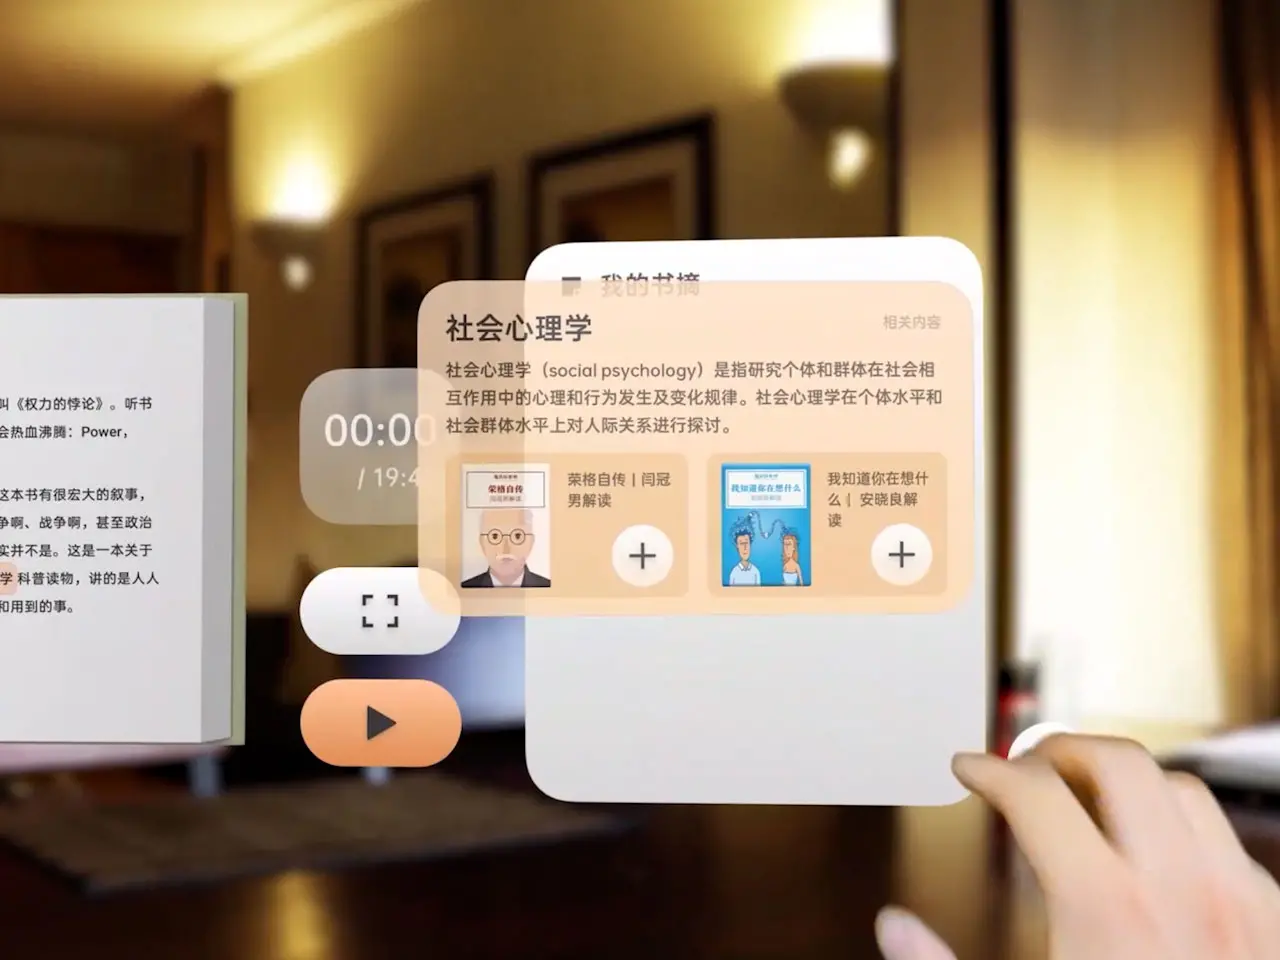 叫《权力的悖论》。听书
会热血沸腾：Power，
这本书有很宏大的叙事，
争啊、战争啊，甚至政治
实并不是。这是一本关于
学 科普读物，讲的是人人
和用到的事。
00:00
/ 19:4
我的书摘
社会心理学
相关内容
社会心理学（social psychology）是指研究个体和群体在社会相
互作用中的心理和行为发生及变化规律。社会心理学在个体水平和
社会群体水平上对人际关系进行探讨。
荣格自传
荣格自传 | 闫冠
男解读
我知道你在想什么
我知道你在想什
么 | 安晓良解
读